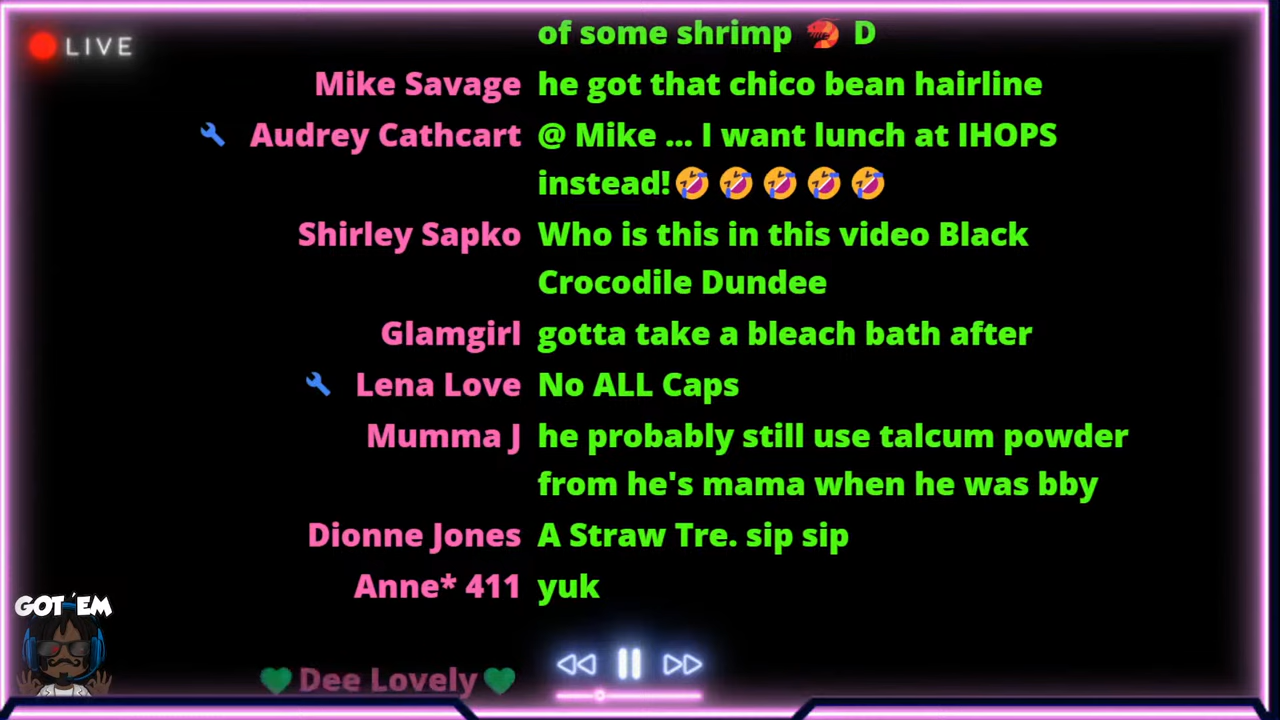 LIVE
of some shrimp 🦐 D
Mike Savage he got that chico bean hairline
Audrey Cathcart @ Mike ... I want lunch at IHOPS
instead!🤣🤣🤣🤣🤣
Shirley Sapko Who is this in this video Black
Crocodile Dundee
Glamgirl gotta take a bleach bath after
Lena Love No ALL Caps
Mumma J he probably still use talcum powder
from he's mama when he was bby
Dionne Jones A Straw Tre. sip sip
Anne* 411 yuk
GOT 'EM
💚Dee Lovely💚